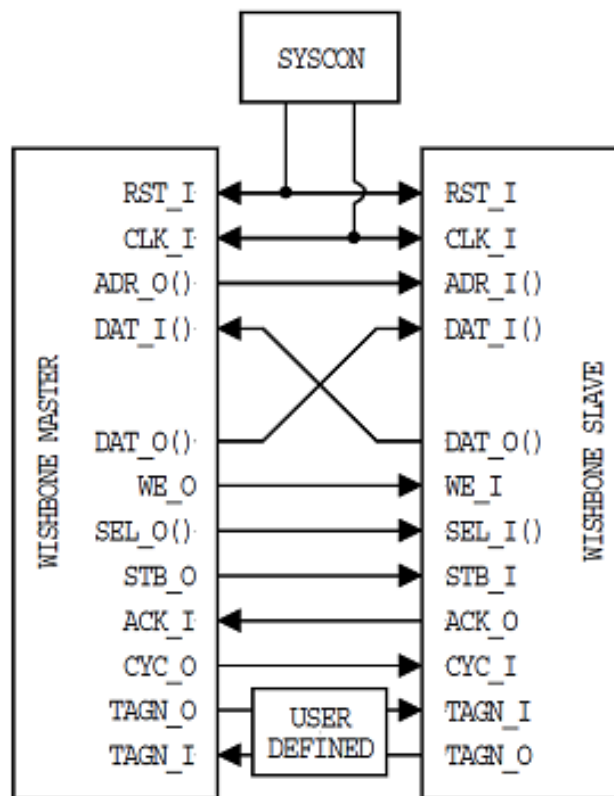 SYSCON
WISHBONE MASTER
RST_I
CLK_I
ADR_O()
DAT_I()
DAT_O()
WE_O
SEL_O()
STB_O
ACK_I
CYC_O
TAGN_O
TAGN_I
USER
DEFINED
RST_I
CLK_I
ADR_I()
DAT_I()
DAT_O()
WE_I
SEL_I()
STB_I
ACK_O
CYC_I
TAGN_I
TAGN_O
WISHBONE SLAVE